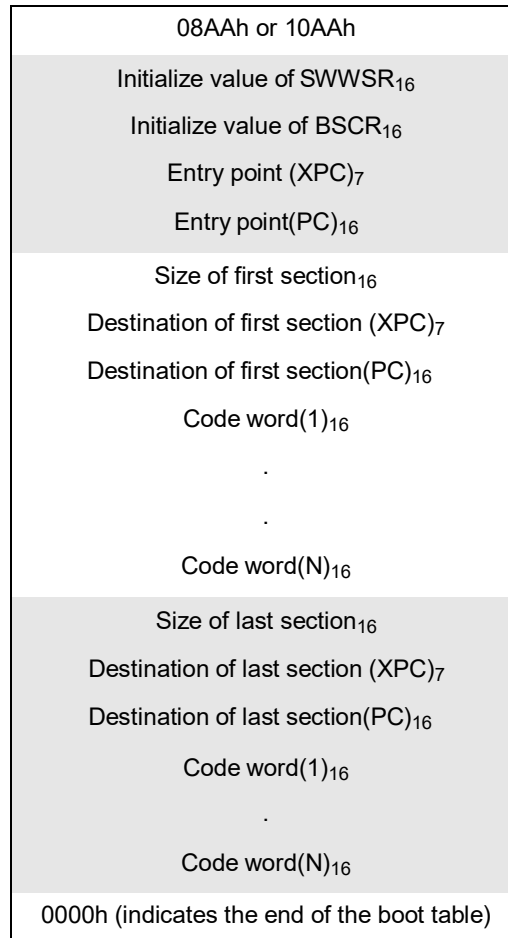 08AAh or 10AAh
Initialize value of SWWSR16
Initialize value of BSCR16
Entry point (XPC)7
Entry point(PC)16
Size of first section16
Destination of first section (XPC)7
Destination of first section(PC)16
Code word(1)16
.
.
Code word(N)16
Size of last section16
Destination of last section (XPC)7
Destination of last section(PC)16
Code word(1)16
.
Code word(N)16
0000h (indicates the end of the boot table)